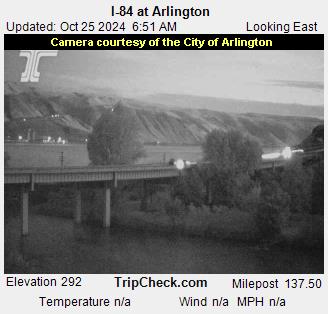 I-84 at Arlington
Updated: Oct 25 2024 6:51 AM Looking East
Camera courtesy of the City of Arlington
Elevation 292 TripCheck.com Milepost 137.50
Temperature n/a Wind n/a MPH n/a